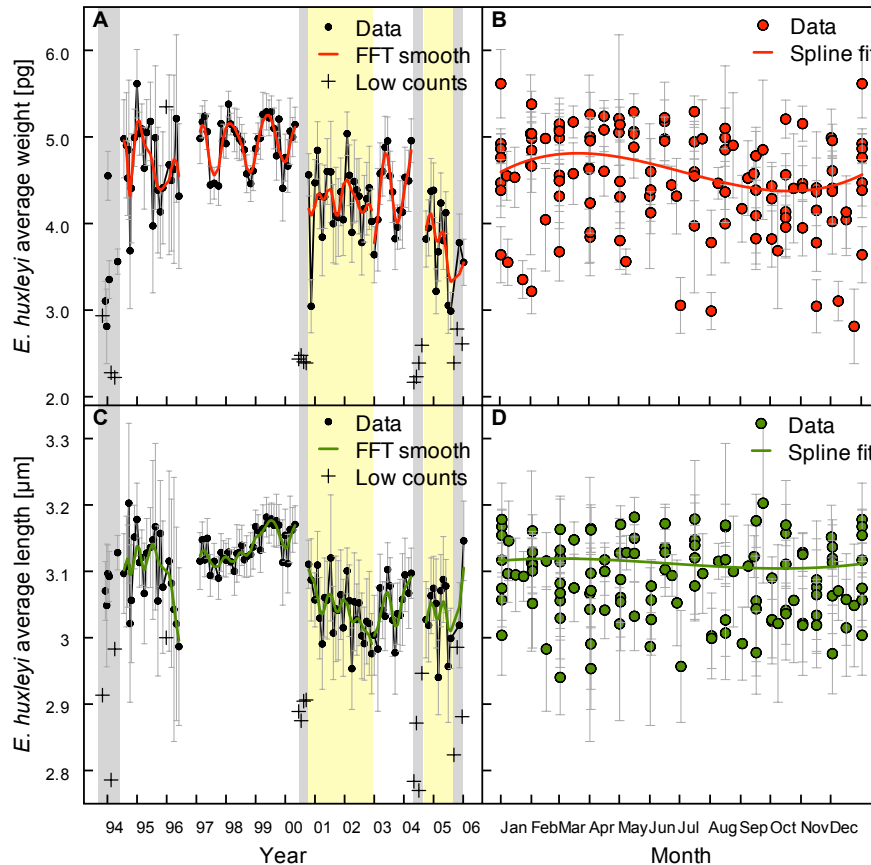 A
Data
FFT smooth
Low counts
B
Data
Spline fit
6.0
5.0
4.0
3.0
2.0
E. huxleyi average weight [pg]
C
Data
FFT smooth
Low counts
D
Data
Spline fit
3.3
3.2
3.1
3
2.9
2.8
E. huxleyi average length [µm]
94 95 96 97 98 99 00 01 02 03 04 05 06
Year
Jan Feb Mar Apr May Jun Jul Aug Sep Oct Nov Dec
Month